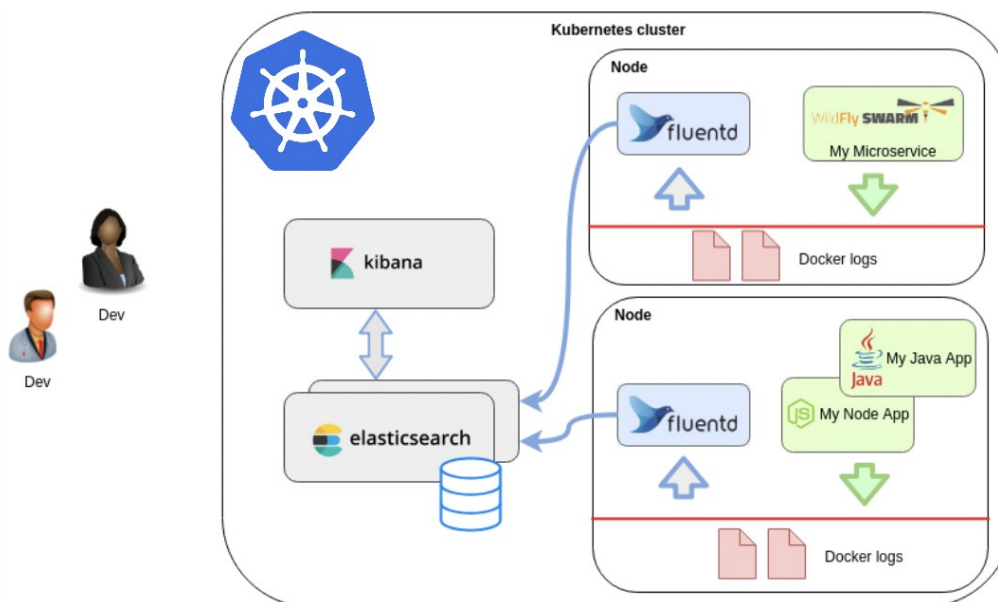 Kubernetes cluster
Node
fluentd
WildFly SWARM
My Microservice
Docker logs
kibana
Dev
Dev
elasticsearch
Node
fluentd
Java
My Java App
JS
My Node App
Docker logs